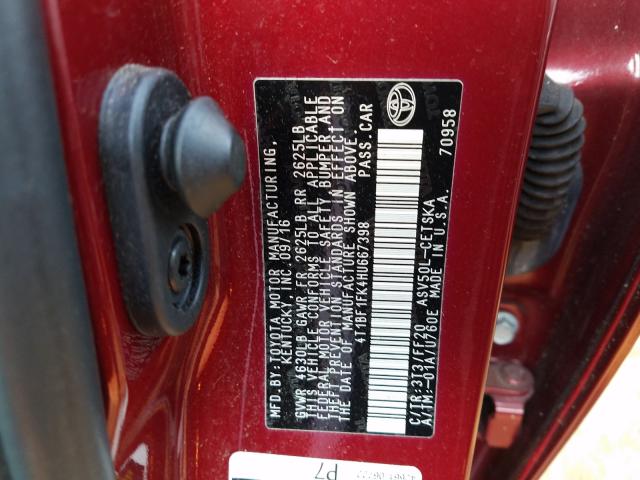 MFD.BY:TOYOTA MOTOR MANUFACTURING,
KENTUCKY, INC.09/16
GVWR 4630LB GAWR FR 2625LB RR 2625LB
THIS VEHICLE CONFORMS TO ALL APPLICABLE
FEDERAL MOTOR VEHICLE SAFETY BUMPER,AND
THEFT PREVENTION STANDARDS IN EFFECT ON
THE DATE OF MANUFACTURE SHOWN ABOVE.
4T1BF1FK4HU667398 PASS.CAR
C/TR:3T3/FF20 ASV50L-CETSKA
A/TM:-01A/U760E MADE IN U.S.A.
70958
P7